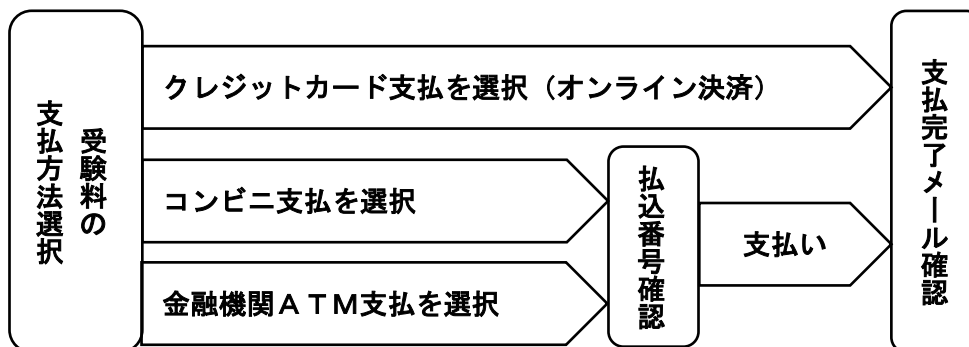 受験料の
支払方法選択
クレジットカード支払を選択（オンライン決済）
コンビニ支払を選択
金融機関ＡＴＭ支払を選択
払込番号確認
支払い
支払完了メール確認